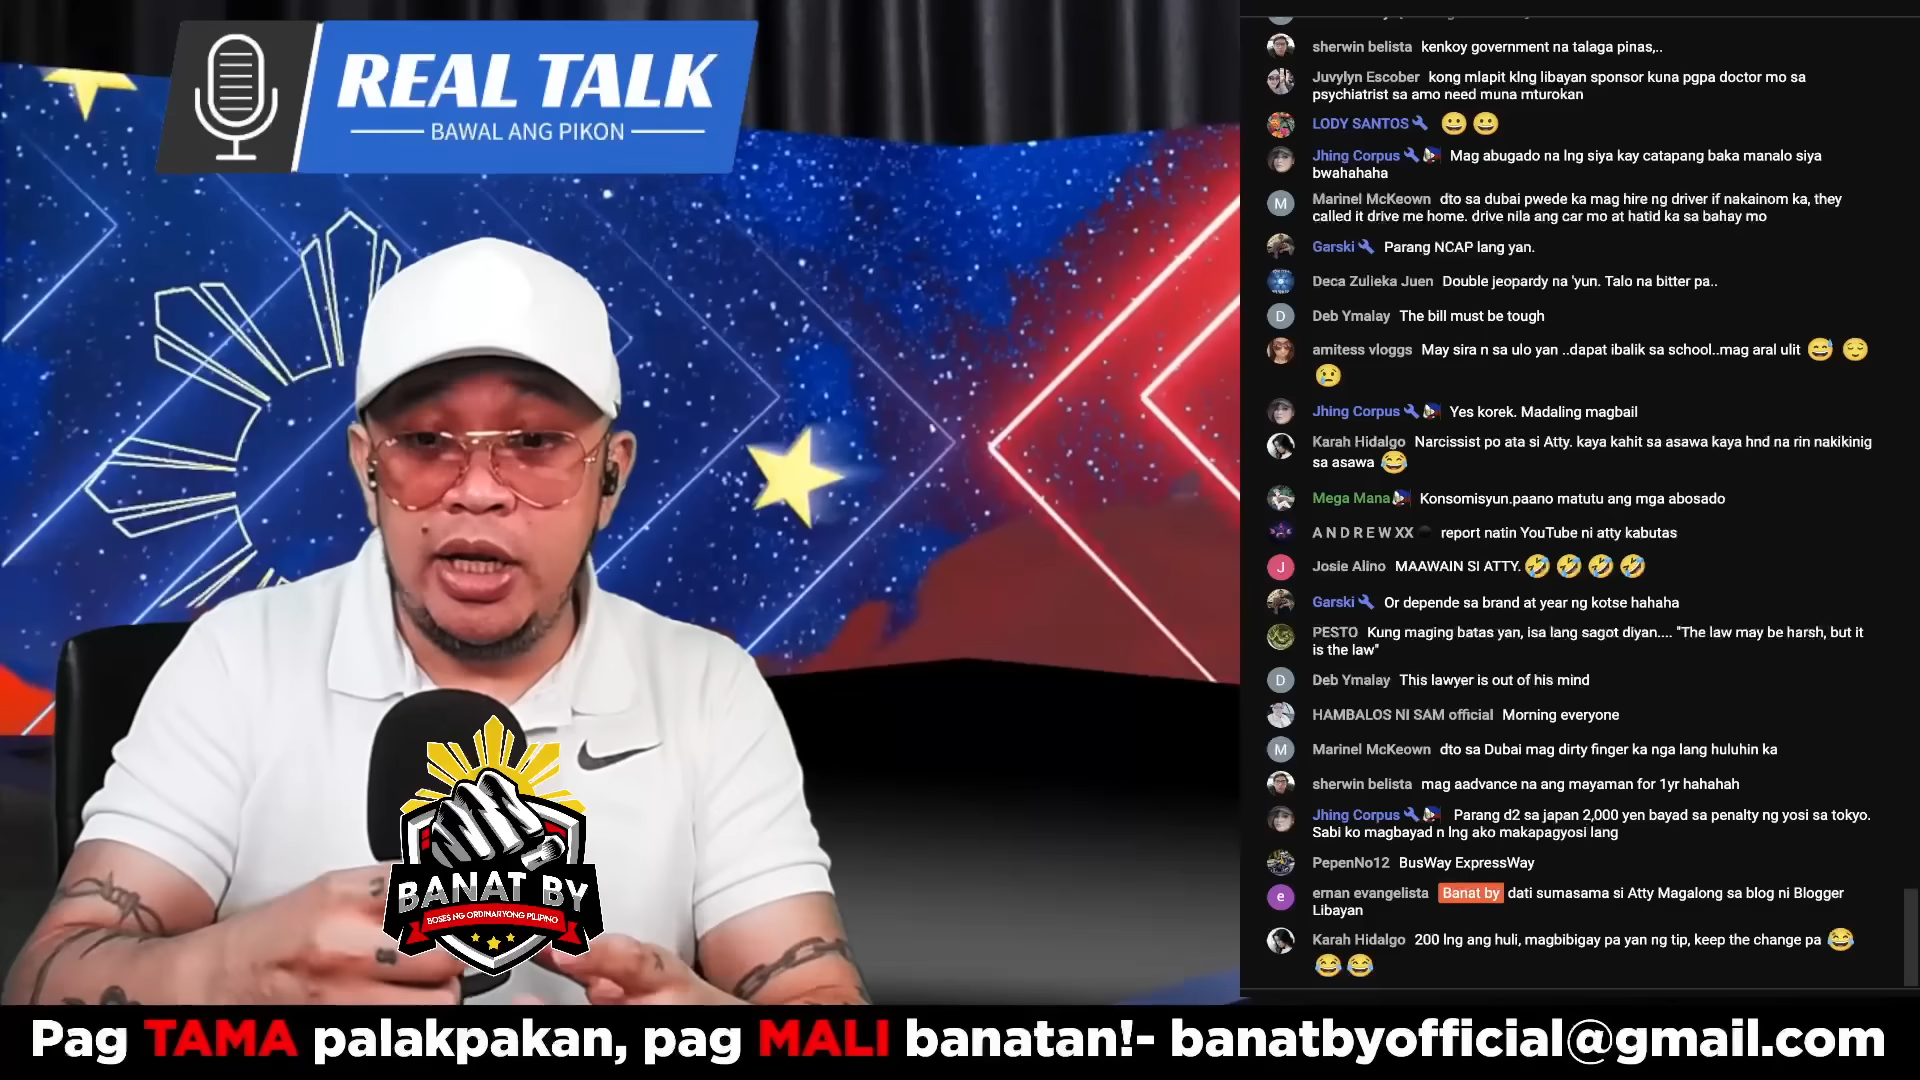 REAL TALK
BAWAL ANG PIKON
BANAT BY
BOSES NG ORDINARYONG PILIPINO
sherwin belista kenkoy government na talaga pinas,..
Juvylyn Escober kong mlapit klng libayan sponsor kuna pgpa doctor mo sa
psychiatrist sa amo need muna mturokan
LODY SANTOS 😀 😀
Jhing Corpus Mag abugado na lng siya kay catapang baka manalo siya
bwahahaha
M
Marinel McKeown dto sa dubai pwede ka mag hire ng driver if nakainom ka, they
called it drive me home. drive nila ang car mo at hatid ka sa bahay mo
Garski Parang NCAP lang yan.
Deca Zulieka Juen Double jeopardy na 'yun. Talo na bitter pa..
D
Deb Ymalay The bill must be tough
amitess vloggs May sira n sa ulo yan ..dapat ibalik sa school..mag aral ulit 😅 😌
😢
Jhing Corpus Yes korek. Madaling magbail
Karah Hidalgo Narcissist po ata si Atty. kaya kahit sa asawa kaya hnd na rin nakikinig
sa asawa 😂
Mega Mana Konsomisyun.paano matutu ang mga abosado
A N D R E W XX report natin YouTube ni atty kabutas
J
Josie Alino MAAWAIN SI ATTY. 🤣 🤣 🤣 🤣
Garski Or depende sa brand at year ng kotse hahaha
PESTO Kung maging batas yan, isa lang sagot diyan.... "The law may be harsh, but it
is the law"
D
Deb Ymalay This lawyer is out of his mind
HAMBALOS NI SAM official Morning everyone
M
Marinel McKeown dto sa Dubai mag dirty finger ka nga lang huluhin ka
sherwin belista mag aadvance na ang mayaman for 1yr hahahah
Jhing Corpus Parang d2 sa japan 2,000 yen bayad sa penalty ng yosi sa tokyo.
Sabi ko magbayad n lng ako makapagyosi lang
PepenNo12 BusWay ExpressWay
e
ernan evangelista Banat by dati sumasama si Atty Magalong sa blog ni Blogger
Libayan
Karah Hidalgo 200 lng ang huli, magbibigay pa yan ng tip, keep the change pa 😂
😂 😂
Pag TAMA palakpakan, pag MALI banatan!- banatbyofficial@gmail.com